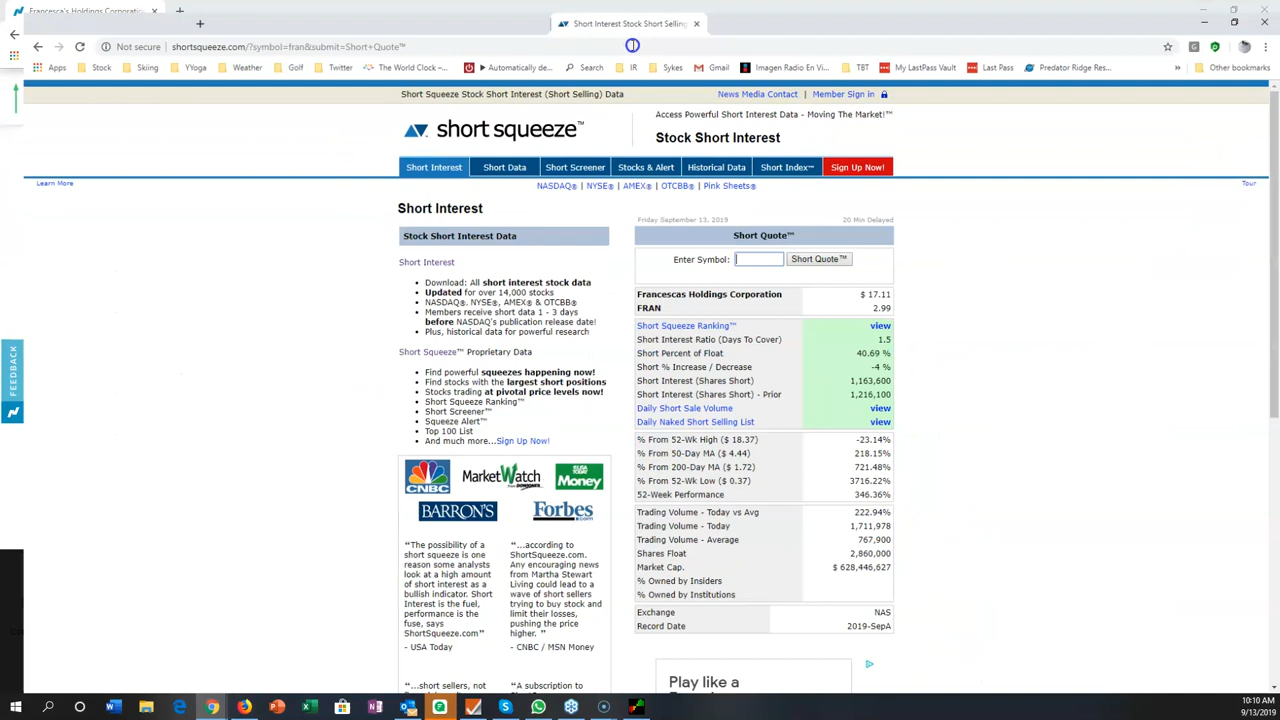 Francesca's Holdings Corporation
Short Interest Stock Short Selling
Not secure shortsqueeze.com/?symbol=fran&submit=Short+Quote™
Apps Stock Skiing YYoga Weather Golf Twitter The World Clock –... Automatically de... Search IR Sykes Gmail Imagen Radio En Vi... TBT My LastPass Vault Last Pass Predator Ridge Res... » Other bookmarks
Short Squeeze Stock Short Interest (Short Selling) Data
News Media Contact | Member Sign in
short squeeze™
Access Powerful Short Interest Data - Moving The Market!™
Stock Short Interest
Short Interest Short Data Short Screener Stocks & Alert Historical Data Short Index™ Sign Up Now!
Learn More
NASDAQ® | NYSE® | AMEX® | OTCBB® | Pink Sheets®
Tour
Short Interest
Stock Short Interest Data
Short Interest
• Download: All short interest stock data
• Updated for over 14,000 stocks
• NASDAQ®, NYSE®, AMEX® & OTCBB®
• Members receive short data 1 - 3 days
before NASDAQ's publication release date!
• Plus, historical data for powerful research
Short Squeeze™ Proprietary Data
• Find powerful squeezes happening now!
• Find stocks with the largest short positions
• Stocks trading at pivotal price levels now!
• Short Squeeze Ranking™
• Short Screener™
• Squeeze Alert™
• Top 100 List
• And much more...Sign Up Now!
CNBC MarketWatch USA TODAY Money
BARRON'S Forbes.com
“The possibility of a
short squeeze is one
reason some analysts
look at a high amount
of short interest as a
bullish indicator. Short
Interest is the fuel,
performance is the
fuse, says
ShortSqueeze.com”
- USA Today
“...according to
ShortSqueeze.com.
Any encouraging news
from Martha Stewart
Living could lead to a
wave of short sellers
trying to buy stock and
limit their losses,
pushing the price
higher. ”
- CNBC / MSN Money
“...short sellers, not
“A subscription to
Friday September 13, 2019 20 Min Delayed
Short Quote™
Enter Symbol: Short Quote™
Francescas Holdings Corporation $ 17.11
FRAN 2.99
Short Squeeze Ranking™ view
Short Interest Ratio (Days To Cover) 1.5
Short Percent of Float 40.69 %
Short % Increase / Decrease -4 %
Short Interest (Shares Short) 1,163,600
Short Interest (Shares Short) - Prior 1,216,100
Daily Short Sale Volume view
Daily Naked Short Selling List view
% From 52-Wk High ($ 18.37) -23.14%
% From 50-Day MA ($ 4.44) 218.15%
% From 200-Day MA ($ 1.72) 721.48%
% From 52-Wk Low ($ 0.37) 3716.22%
52-Week Performance 346.36%
Trading Volume - Today vs Avg 222.94%
Trading Volume - Today 1,711,978
Trading Volume - Average 767,900
Shares Float 2,860,000
Market Cap. $ 628,446,627
% Owned by Insiders
% Owned by Institutions
Exchange NAS
Record Date 2019-SepA
Play like a
FEEDBACK
10:10 AM
9/13/2019